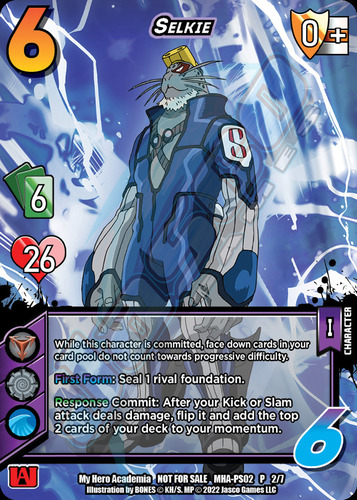 6
SELKIE
0 +
8
6
26
I
CHARACTER
While this character is committed, face down cards in your
card pool do not count towards progressive difficulty.
First Form: Seal 1 rival foundation.
Response Commit: After your Kick or Slam
attack deals damage, flip it and add the top
2 cards of your deck to your momentum.
6
My Hero Academia NOT FOR SALE MHA-PS02 P 2/7
Illustration by BONES © KH/S. MP © 2022 Jasco Games LLC